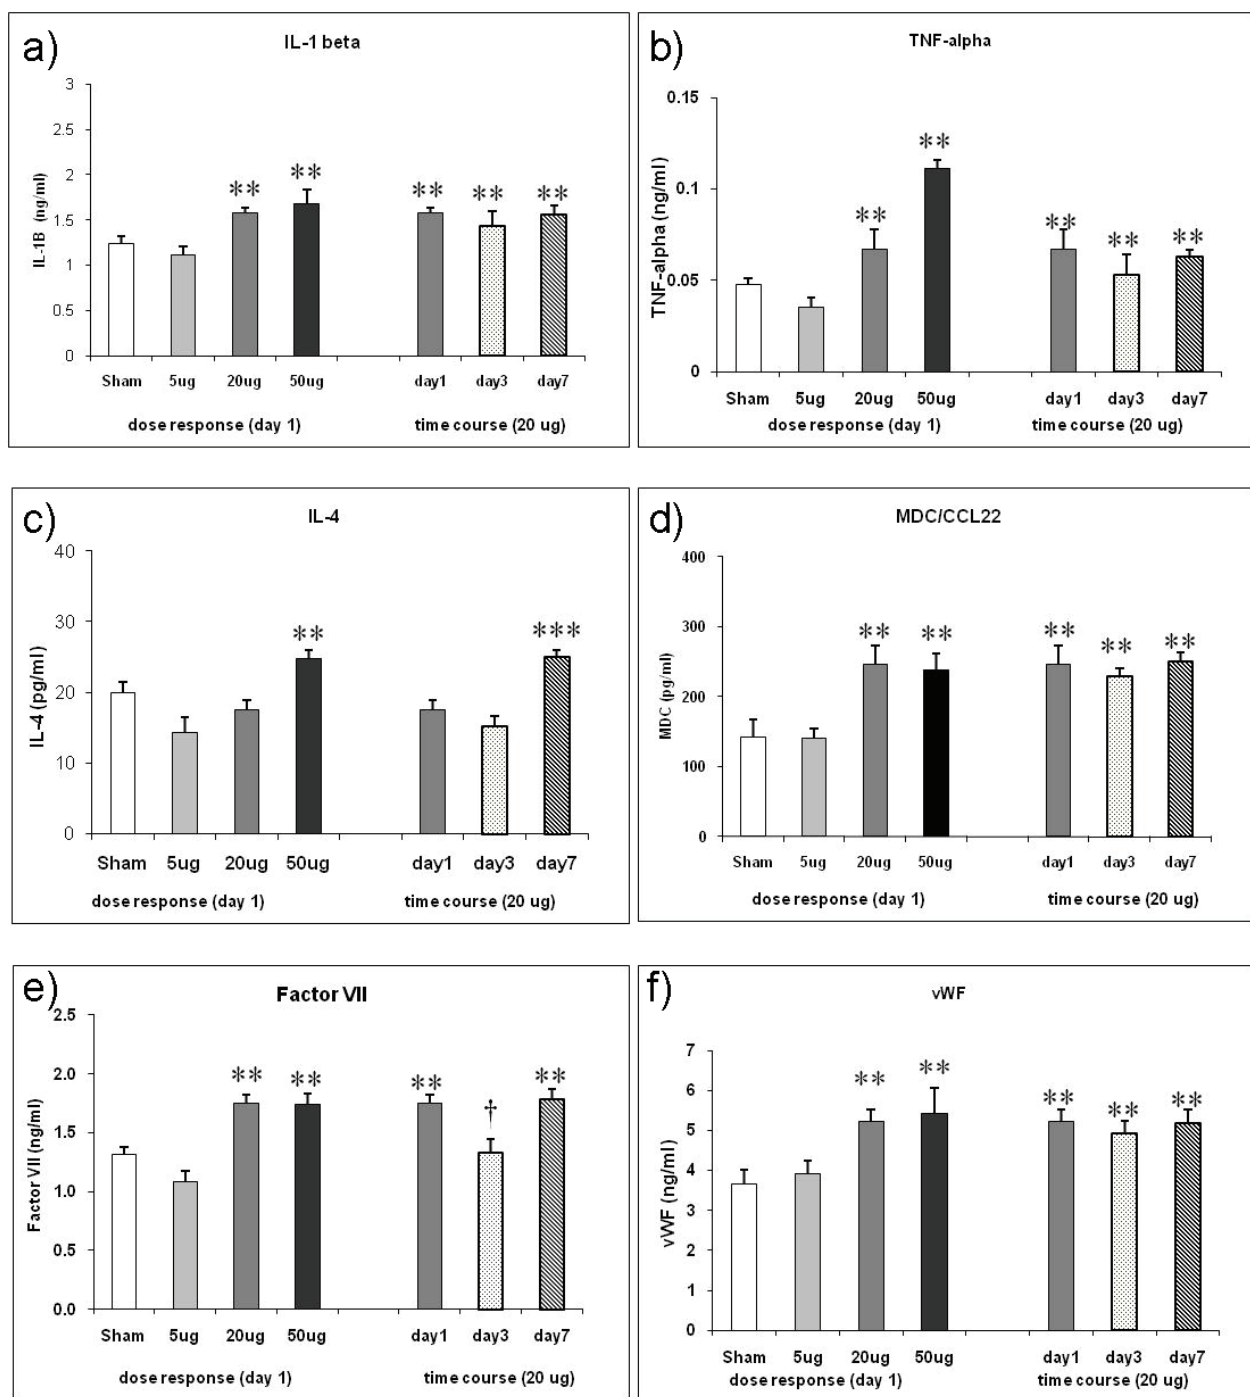 a)
IL-1 beta
3
2.5
2
1.5
1
0.5
0
IL-1B (ng/ml)
** ** ** ** **
Sham 5ug 20ug 50ug day1 day3 day7
dose response (day 1) time course (20 ug)
b)
TNF-alpha
0.15
0.1
0.05
0
TNF-alpha (ng/ml)
** ** ** ** **
Sham 5ug 20ug 50ug day1 day3 day7
dose response (day 1) time course (20 ug)
c)
IL-4
40
30
20
10
0
IL-4 (pg/ml)
** ***
Sham 5ug 20ug 50ug day1 day3 day7
dose response (day 1) time course (20 ug)
d)
MDC/CCL22
400
300
200
100
0
MDC (pg/ml)
** ** ** ** **
Sham 5ug 20ug 50ug day1 day3 day7
dose response (day 1) time course (20 ug)
e)
Factor VII
2.5
2.0
1.5
1.0
0.5
0.0
Factor VII (ng/ml)
** ** ** † **
Sham 5ug 20ug 50ug day1 day3 day7
dose response (day 1) time course (20 ug)
f)
vWF
7
6
5
4
3
2
1
0
vWF (ng/ml)
** ** ** ** **
Sham 5ug 20ug 50ug day1 day3 day7
dose response (day 1) time course (20 ug)